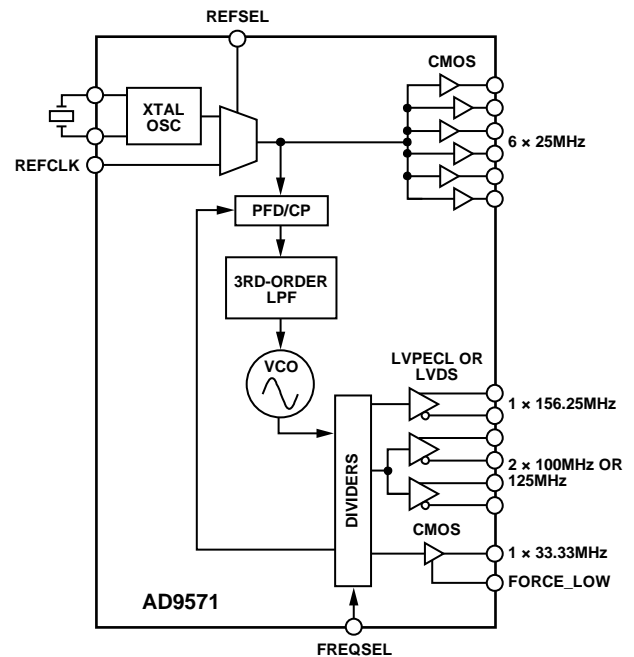 REFSEL
XTAL
OSC
REFCLK
CMOS
6 × 25MHz
PFD/CP
3RD-ORDER
LPF
VCO
LVPECL OR
LVDS
1 × 156.25MHz
2 × 100MHz OR
125MHz
DIVIDERS
CMOS
1 × 33.33MHz
FORCE_LOW
AD9571
FREQSEL